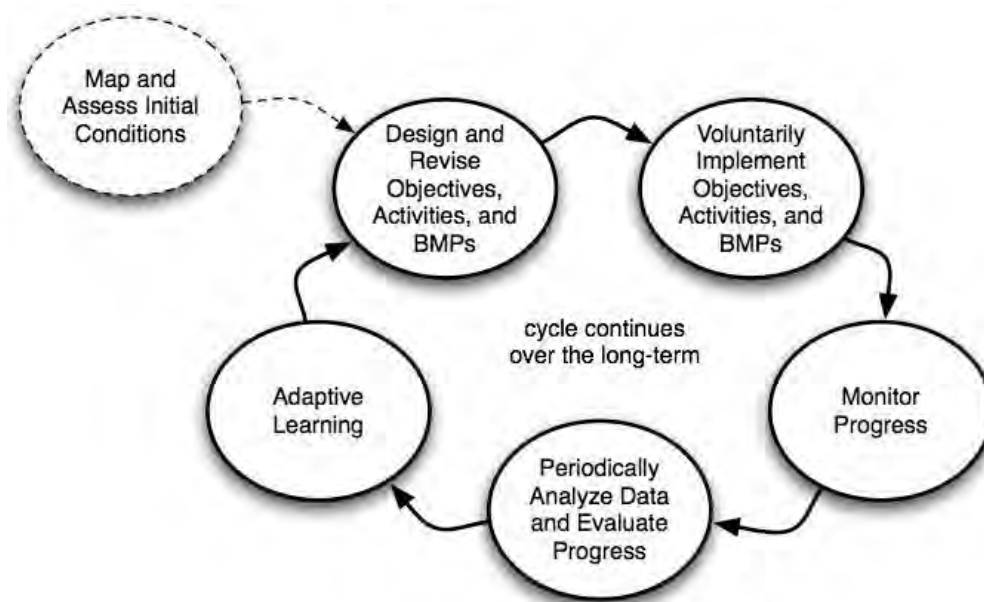 Map and
Assess Initial
Conditions
Design and
Revise
Objectives,
Activities, and
BMPs
Voluntarily
Implement
Objectives,
Activities, and
BMPs
cycle continues
over the long-term
Monitor
Progress
Periodically
Analyze Data
and Evaluate
Progress
Adaptive
Learning